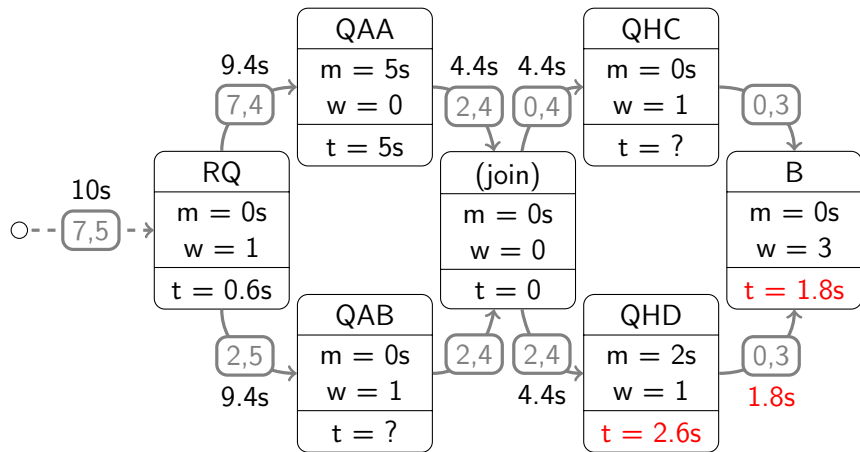 QAA
m = 5s
w = 0
t = 5s
QHC
m = 0s
w = 1
t = ?
9.4s
7,4
4.4s
2,4
4.4s
0,4
0,3
10s
7,5
RQ
m = 0s
w = 1
t = 0.6s
(join)
m = 0s
w = 0
t = 0
B
m = 0s
w = 3
t = 1.8s
2,5
9.4s
QAB
m = 0s
w = 1
t = ?
2,4
2,4
4.4s
QHD
m = 2s
w = 1
t = 2.6s
0,3
1.8s